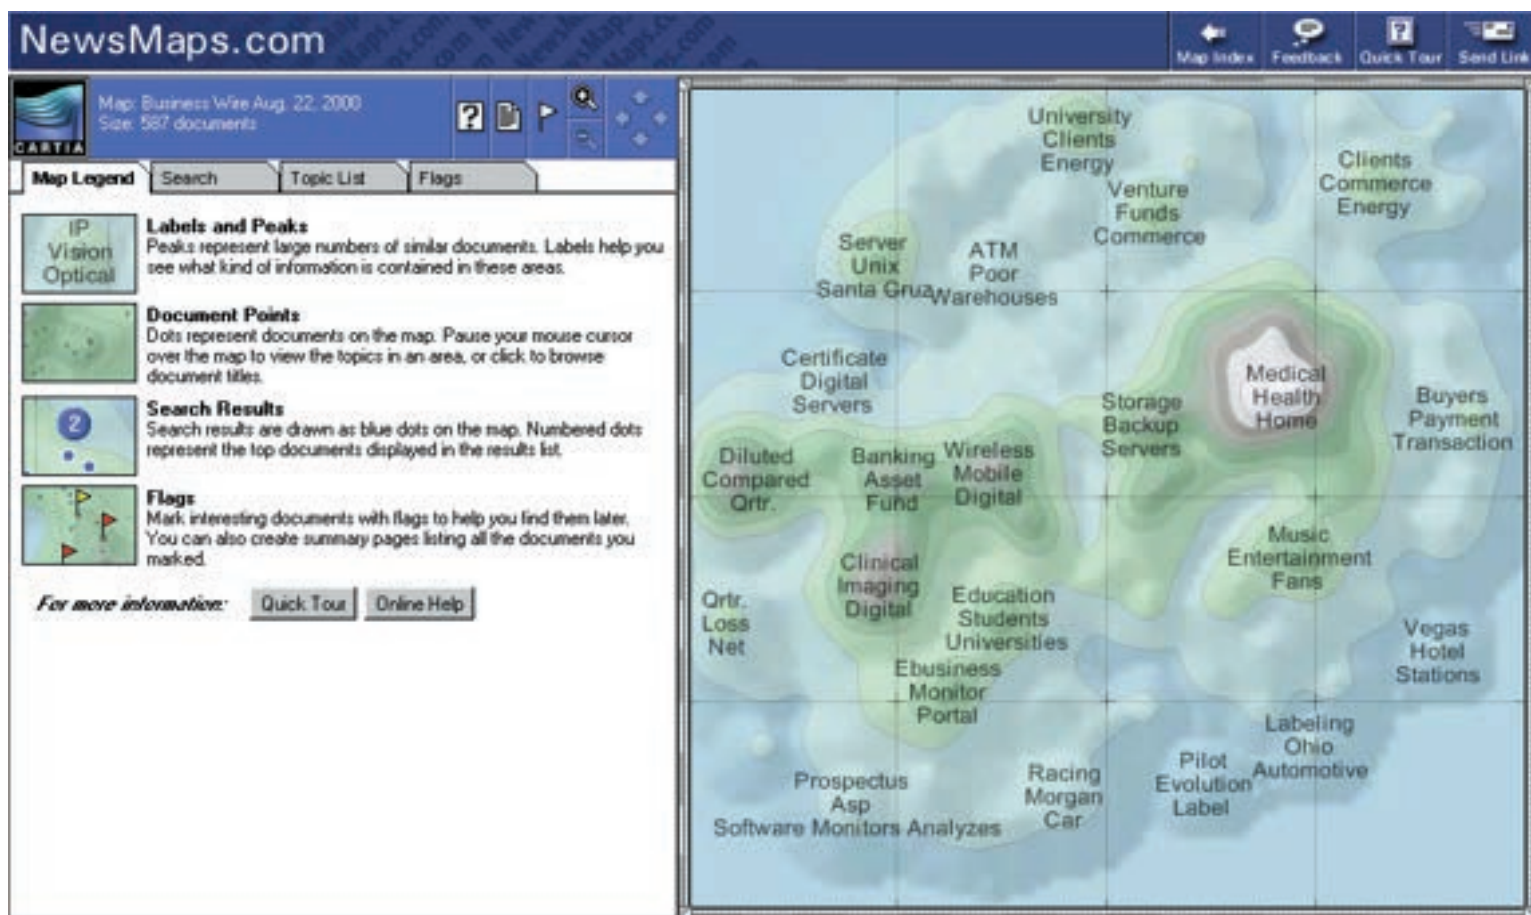 NewsMaps.com
Map Index
Feedback
Quick Tour
Send Link
CARTIA
Map: Business Wire Aug. 22, 2000
Size: 587 documents
Map Legend
Search
Topic List
Flags
IP
Vision
Optical
Labels and Peaks
Peaks represent large numbers of similar documents. Labels help you
see what kind of information is contained in these areas.
Document Points
Dots represent documents on the map. Pause your mouse cursor
over the map to view the topics in an area, or click to browse
document titles.
2
Search Results
Search results are drawn as blue dots on the map. Numbered dots
represent the top documents displayed in the results list.
Flags
Mark interesting documents with flags to help you find them later.
You can also create summary pages listing all the documents you
marked.
For more information:
Quick Tour
Online Help
University
Clients
Energy
Clients
Commerce
Energy
Venture
Funds
Commerce
Server
Unix
Santa Gruz
ATM
Poor
Warehouses
Certificate
Digital
Servers
Medical
Health
Home
Storage
Backup
Servers
Buyers
Payment
Transaction
Diluted
Compared
Qrtr.
Banking
Asset
Fund
Wireless
Mobile
Digital
Music
Entertainment
Fans
Clinical
Imaging
Digital
Qrtr.
Loss
Net
Education
Students
Universities
Vegas
Hotel
Stations
Ebusiness
Monitor
Portal
Labeling
Ohio
Automotive
Prospectus
Asp
Software Monitors Analyzes
Racing
Morgan
Car
Pilot
Evolution
Label